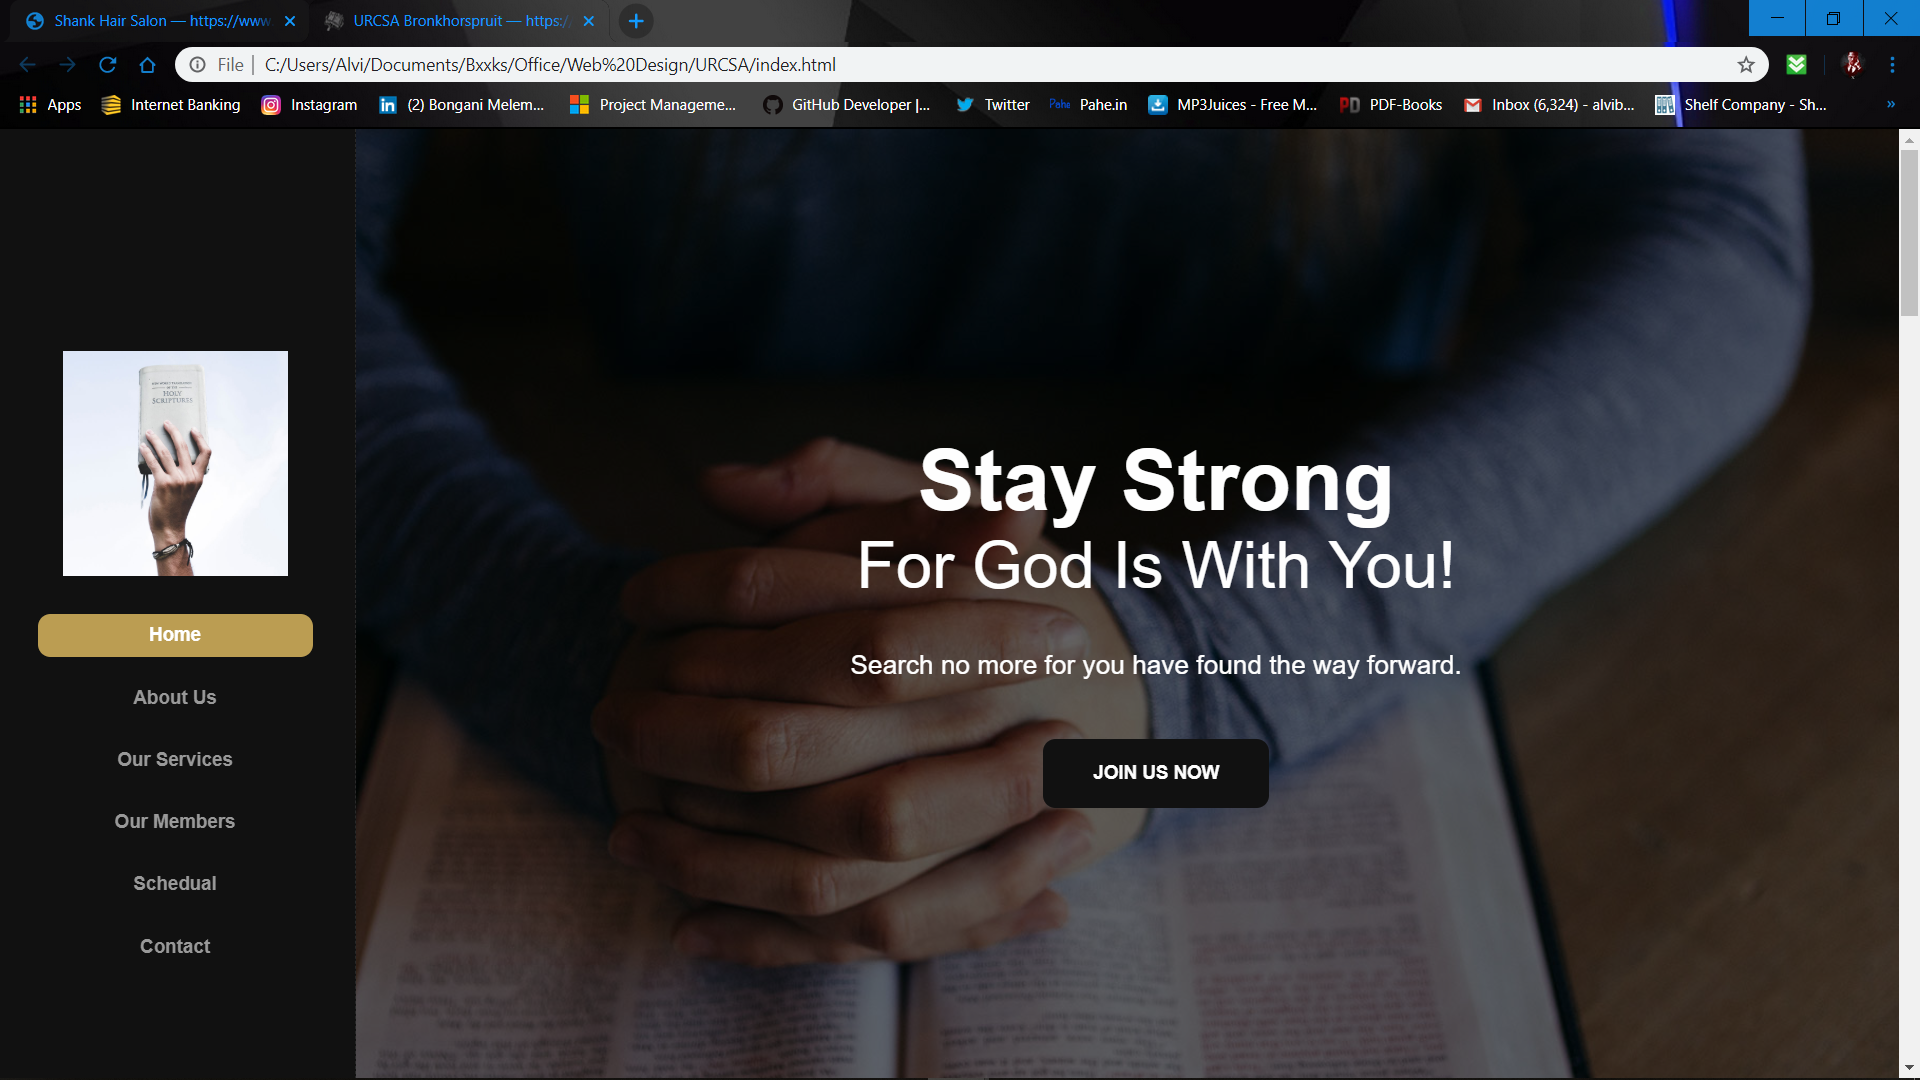 Shank Hair Salon — https://www
URCSA Bronkhorspruit — https:/
File | C:/Users/Alvi/Documents/Bxxks/Office/Web%20Design/URCSA/index.html
Apps
Internet Banking
Instagram
(2) Bongani Melem...
Project Manageme...
GitHub Developer |...
Twitter
Pahe Pahe.in
MP3Juices - Free M...
PD PDF-Books
Inbox (6,324) - alvib...
Shelf Company - Sh...
»
HOLY
SCRIPTURES
Home
About Us
Our Services
Our Members
Schedual
Contact
Stay Strong
For God Is With You!
Search no more for you have found the way forward.
JOIN US NOW